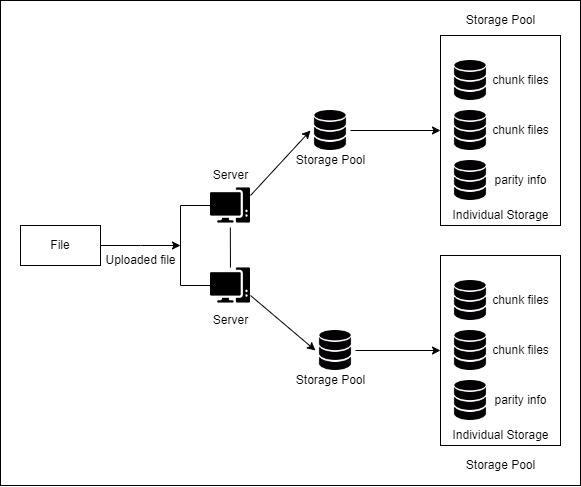 Storage Pool
chunk files
chunk files
Storage Pool
parity info
Server
Individual Storage
File
Uploaded file
chunk files
Server
chunk files
Storage Pool
parity info
Individual Storage
Storage Pool